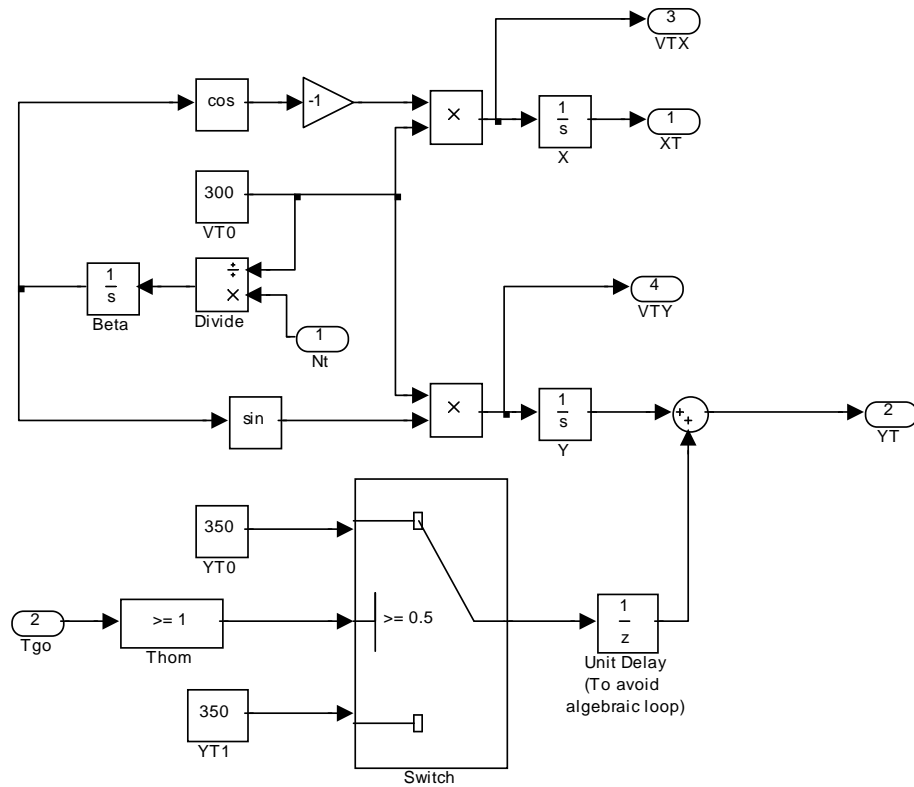 3
VTX
cos
-1
×
1
s
X
1
XT
300
VT0
1
s
Beta
÷
×
Divide
1
Nt
4
VTY
sin
×
1
s
Y
+
+
2
YT
350
YT0
2
Tgo
>= 1
Thom
>= 0.5
1
z
Unit Delay
(To avoid
algebraic loop)
350
YT1
Switch